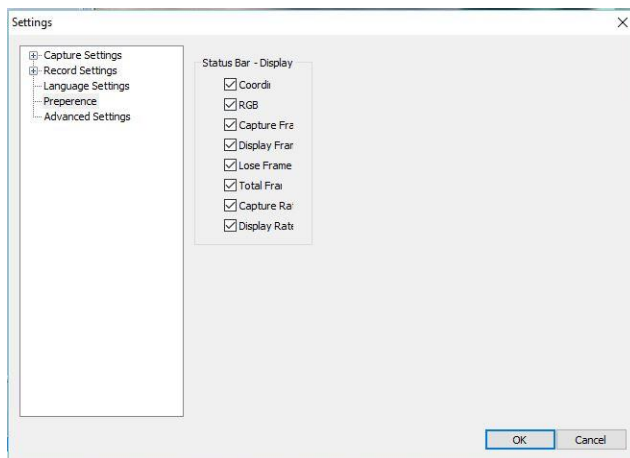 Settings
Capture Settings
Record Settings
Language Settings
Preperence
Advanced Settings
Status Bar - Display
Coordi
RGB
Capture Fra
Display Fran
Lose Frame
Total Frai
Capture Ra
Display Rate
OK
Cancel